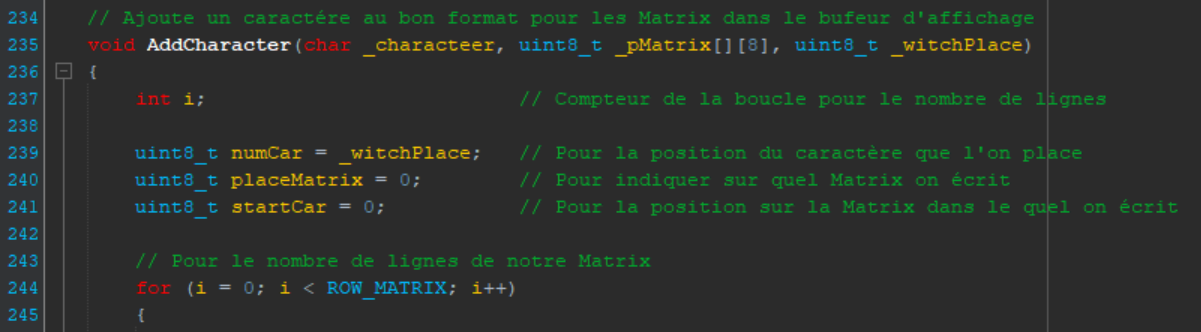 234 // Ajoute un caractére au bon format pour les Matrix dans le bufeur d'affichage
235 void AddCharacter(char _characteer, uint8_t _pMatrix[][8], uint8_t _witchPlace)
236 {
237 int i; // Compteur de la boucle pour le nombre de lignes
238
239 uint8_t numCar = _witchPlace; // Pour la position du caractère que l'on place
240 uint8_t placeMatrix = 0; // Pour indiquer sur quel Matrix on écrit
241 uint8_t startCar = 0; // Pour la position sur la Matrix dans le quel on écrit
242
243 // Pour le nombre de lignes de notre Matrix
244 for (i = 0; i < ROW_MATRIX; i++)
245 {